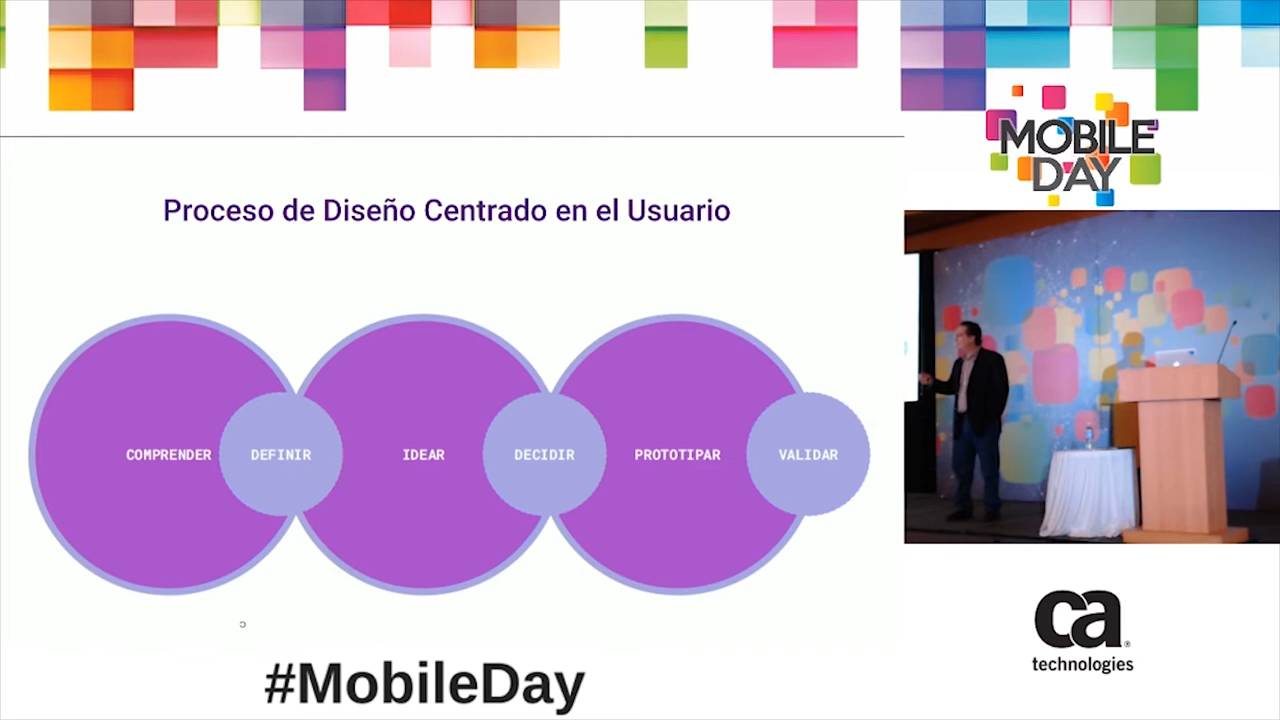 MOBILE
DAY
Proceso de Diseño Centrado en el Usuario
COMPRENDER
DEFINIR
IDEAR
DECIDIR
PROTOTIPAR
VALIDAR
#MobileDay
ca
technologies